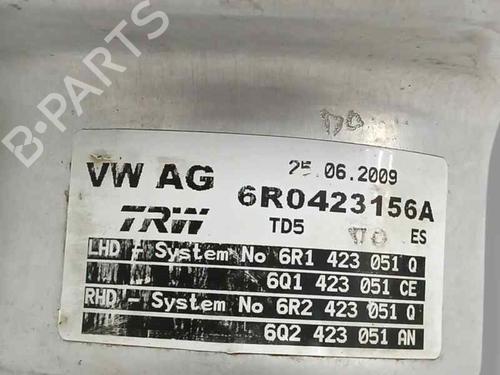 B-PARTS
VW AG 25.06.2009
6R0423156A
TRW TD5 ES
LHD - System No 6R1 423 051 Q
6Q1 423 051 CE
RHD - System No 6R2 423 051 Q
6Q2 423 051 AN